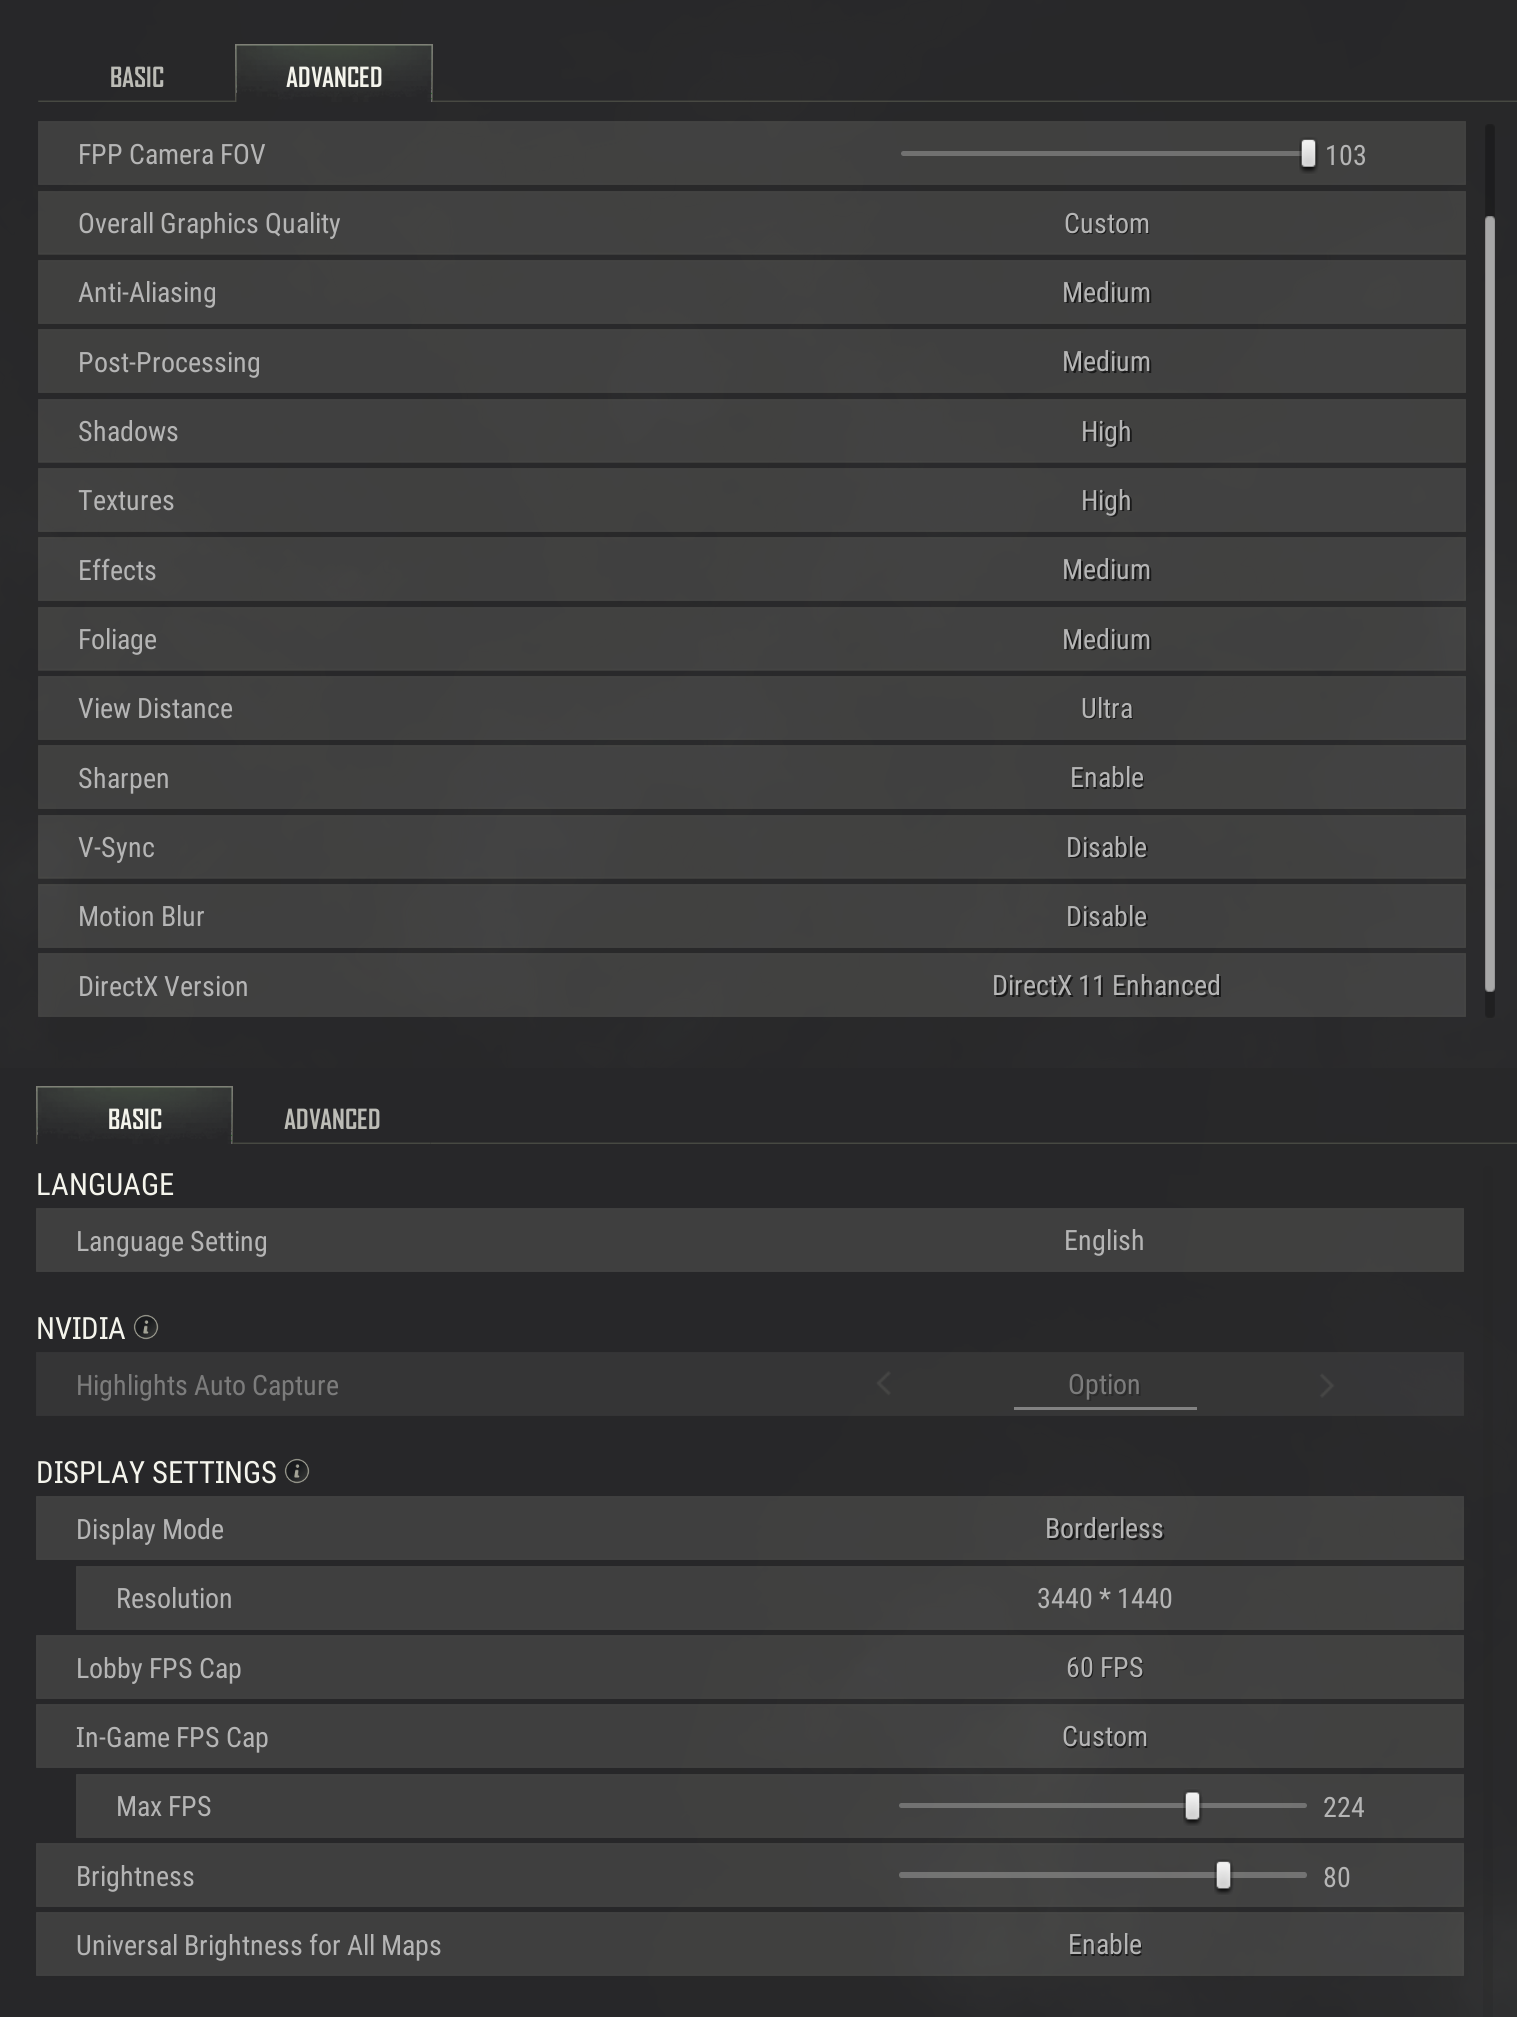 BASIC
ADVANCED
FPP Camera FOV 103
Overall Graphics Quality Custom
Anti-Aliasing Medium
Post-Processing Medium
Shadows High
Textures High
Effects Medium
Foliage Medium
View Distance Ultra
Sharpen Enable
V-Sync Disable
Motion Blur Disable
DirectX Version DirectX 11 Enhanced
BASIC
ADVANCED
LANGUAGE
Language Setting English
NVIDIA i
Highlights Auto Capture < Option >
DISPLAY SETTINGS i
Display Mode Borderless
Resolution 3440 * 1440
Lobby FPS Cap 60 FPS
In-Game FPS Cap Custom
Max FPS 224
Brightness 80
Universal Brightness for All Maps Enable